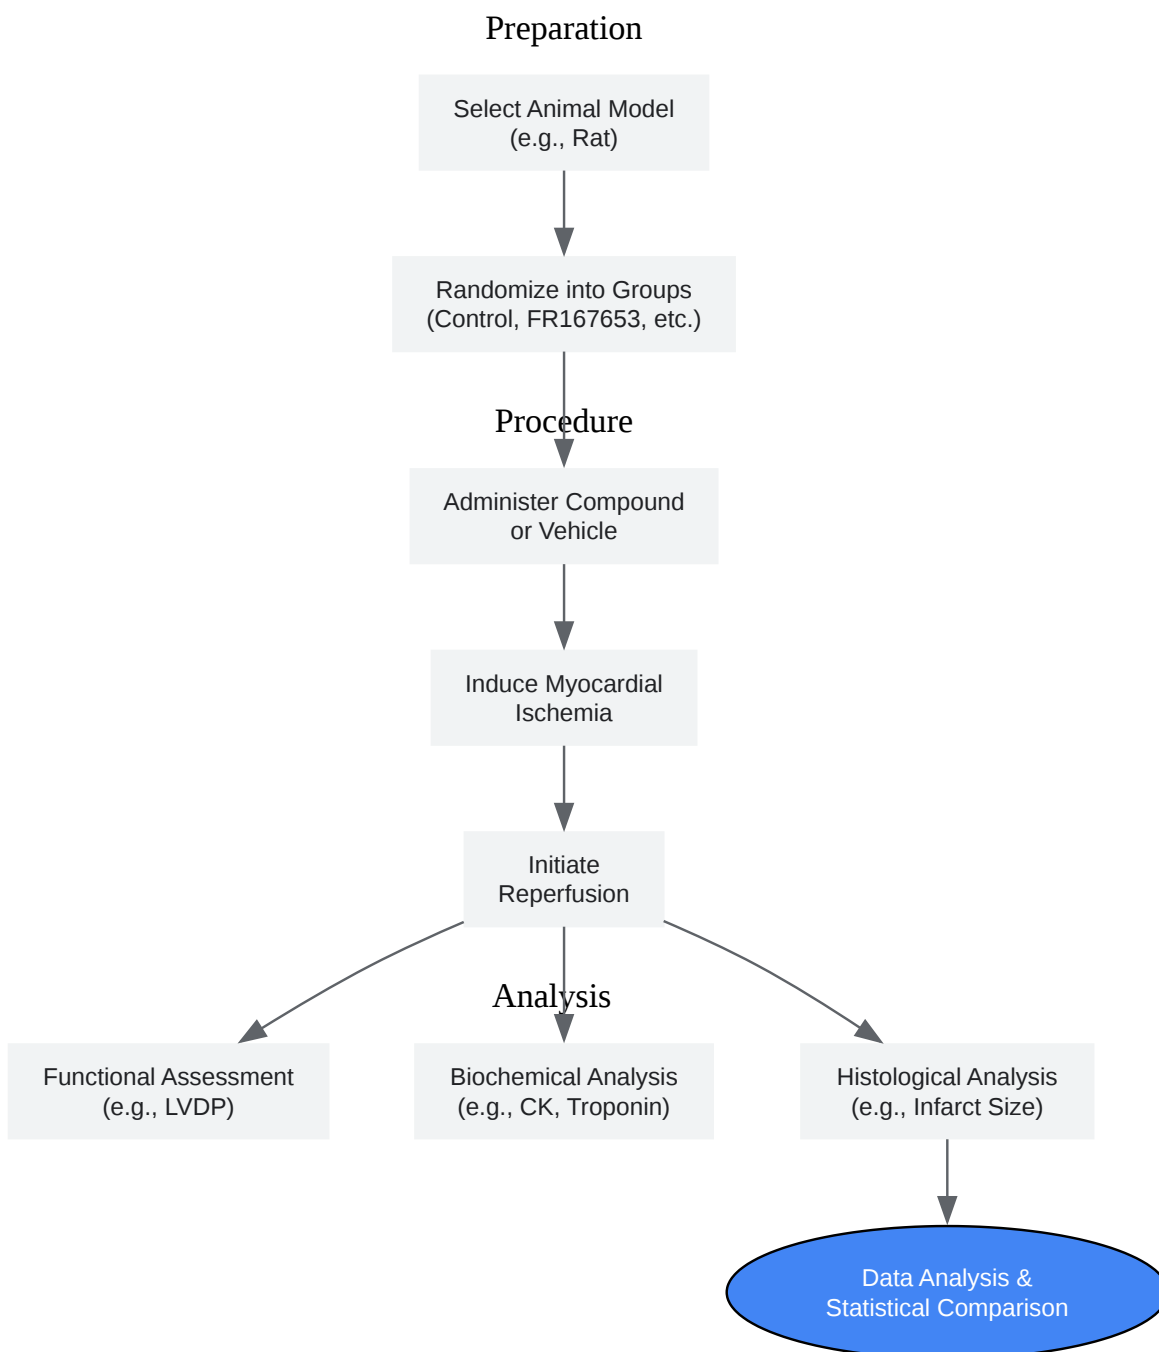 Preparation
Select Animal Model
(e.g., Rat)
Randomize into Groups
(Control, FR167653, etc.)
Procedure
Administer Compound
or Vehicle
Induce Myocardial
Ischemia
Initiate
Reperfusion
Analysis
Functional Assessment
(e.g., LVDP)
Biochemical Analysis
(e.g., CK, Troponin)
Histological Analysis
(e.g., Infarct Size)
Data Analysis &
Statistical Comparison